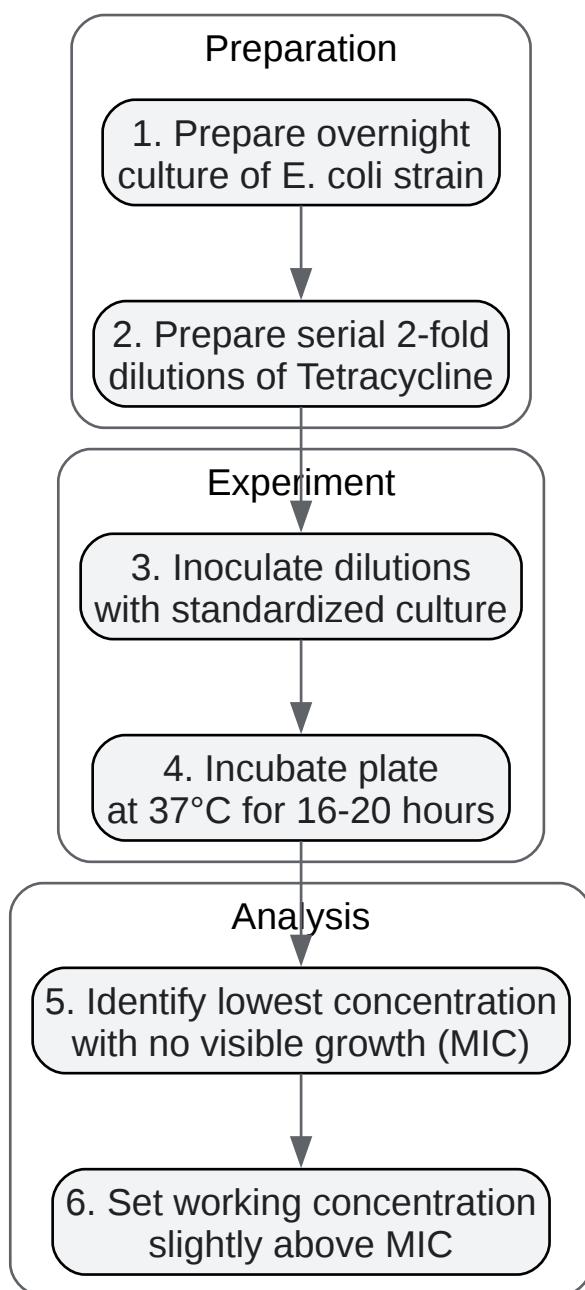 Preparation
1. Prepare overnight
culture of E. coli strain
2. Prepare serial 2-fold
dilutions of Tetracycline
Experiment
3. Inoculate dilutions
with standardized culture
4. Incubate plate
at 37°C for 16-20 hours
Analysis
5. Identify lowest concentration
with no visible growth (MIC)
6. Set working concentration
slightly above MIC